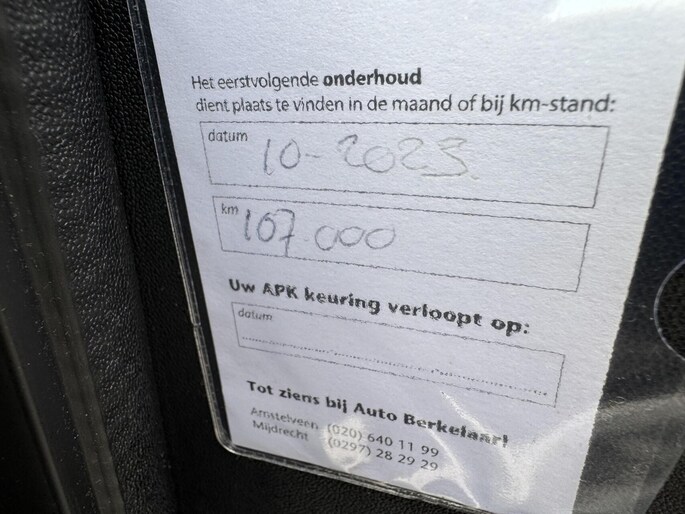 Het eerstvolgende onderhoud
dient plaats te vinden in de maand of bij km-stand:
datum 10-2023
km 107.000
Uw APK keuring verloopt op:
datum
Tot ziens bij Auto Berkelaar!
Amstelveen (020) 640 11 99
Mijdrecht (0297) 28 29 29